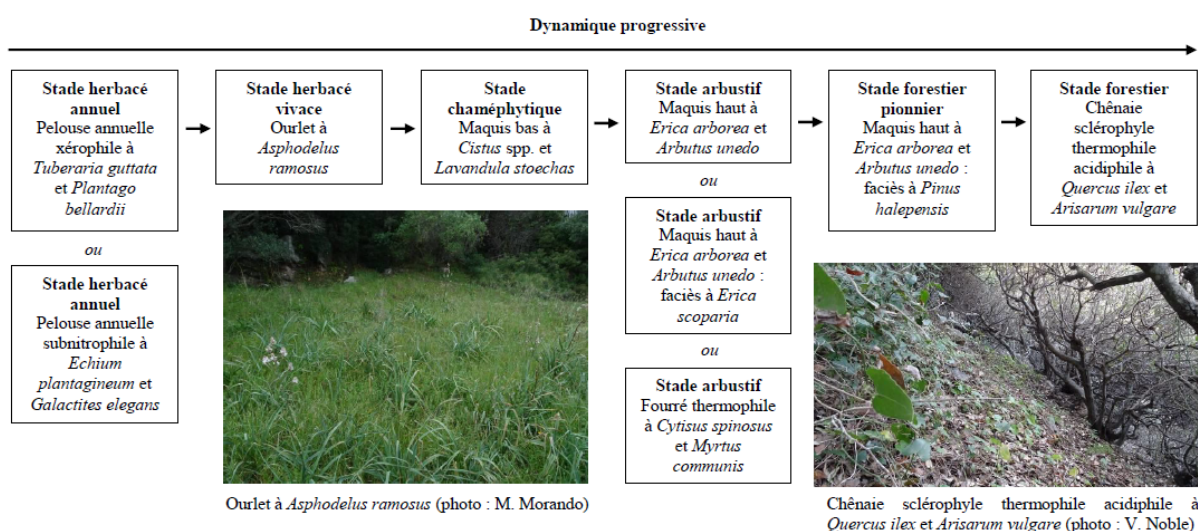 Dynamique progressive
Stade herbacé
annuel
Pelouse annuelle
xérophile à
Tuberaria guttata
et Plantago
bellardii
ou
Stade herbacé
annuel
Pelouse annuelle
subnitrophile à
Echium
plantagineum et
Galactites elegans
Stade herbacé
vivace
Ourlet à
Asphodelus
ramosus
Stade
chaméphytique
Maquis bas à
Cistus spp. et
Lavandula stoechas
Ourlet à Asphodelus ramosus (photo : M. Morando)
Stade arbustif
Maquis haut à
Erica arborea et
Arbutus unedo
ou
Stade arbustif
Maquis haut à
Erica arborea et
Arbutus unedo :
faciès à Erica
scoparia
ou
Stade arbustif
Fourré thermophile
à Cytisus spinosus
et Myrtus
communis
Stade forestier
pionnier
Maquis haut à
Erica arborea et
Arbutus unedo :
faciès à Pinus
halepensis
Stade forestier
Chênaie
sclérophyle
thermophile
acidiphile à
Quercus ilex et
Arisarum vulgare
Chênaie sclérophyle thermophile acidiphile à
Quercus ilex et Arisarum vulgare (photo : V. Noble)